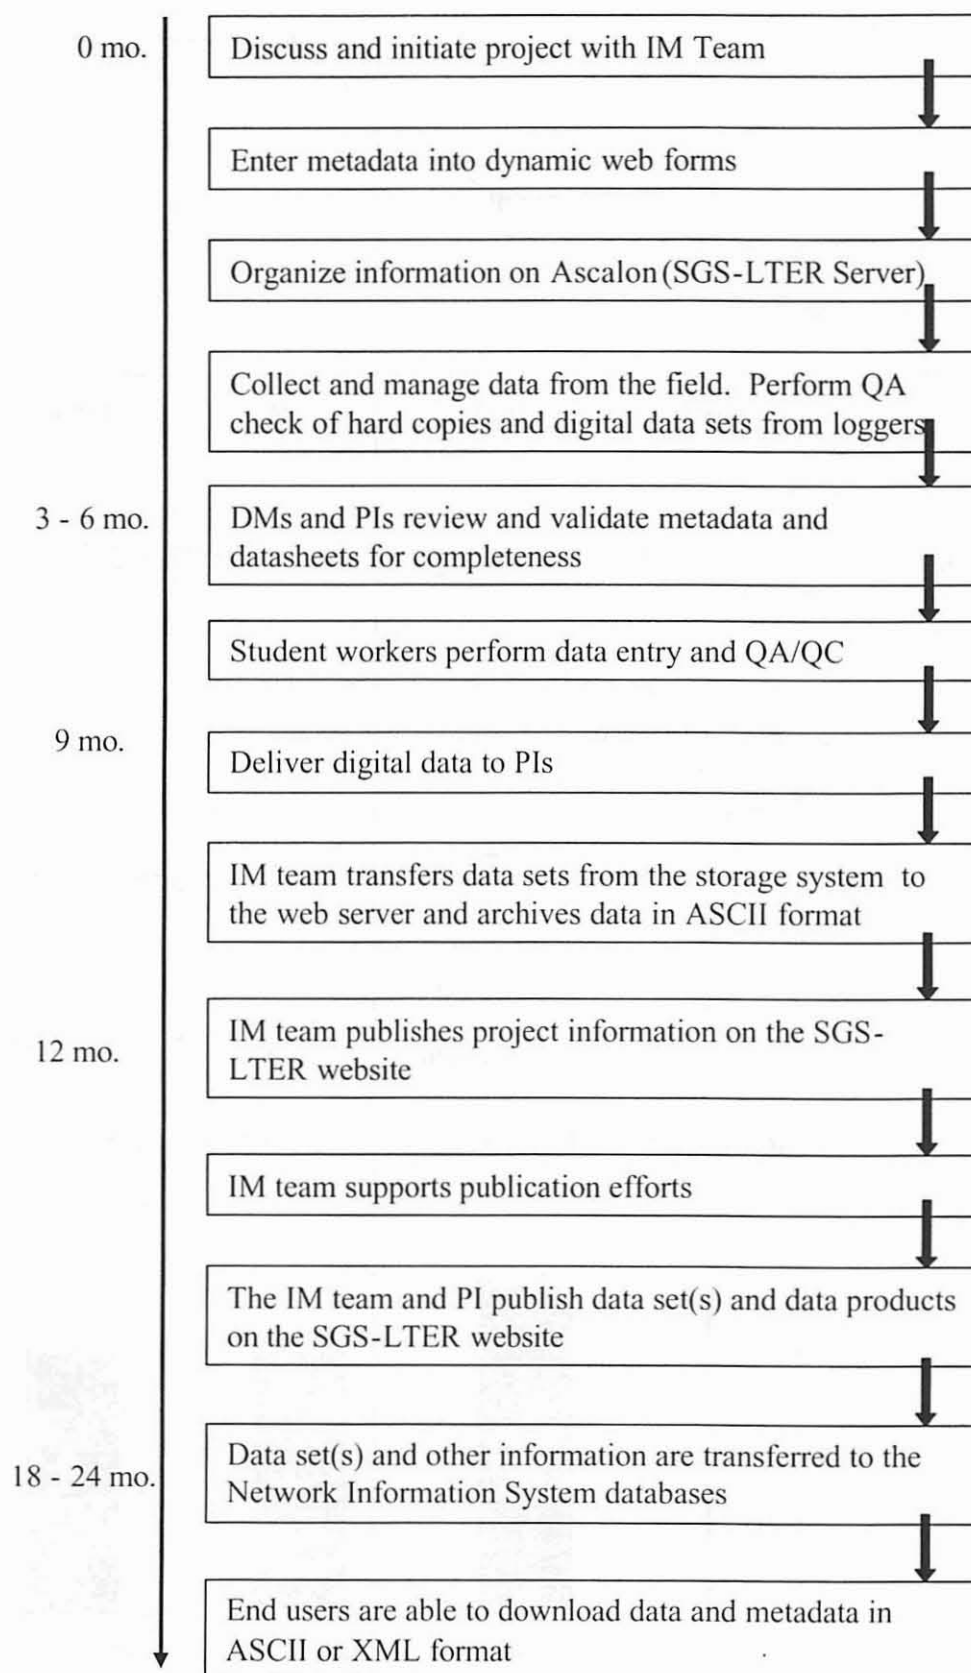 0 mo.
Discuss and initiate project with IM Team
Enter metadata into dynamic web forms
Organize information on Ascalon (SGS-LTER Server)
Collect and manage data from the field. Perform QA
check of hard copies and digital data sets from loggers
3 - 6 mo.
DMs and PIs review and validate metadata and
datasheets for completeness
Student workers perform data entry and QA/QC
9 mo.
Deliver digital data to PIs
IM team transfers data sets from the storage system to
the web server and archives data in ASCII format
12 mo.
IM team publishes project information on the SGS-
LTER website
IM team supports publication efforts
The IM team and PI publish data set(s) and data products
on the SGS-LTER website
18 - 24 mo.
Data set(s) and other information are transferred to the
Network Information System databases
End users are able to download data and metadata in
ASCII or XML format